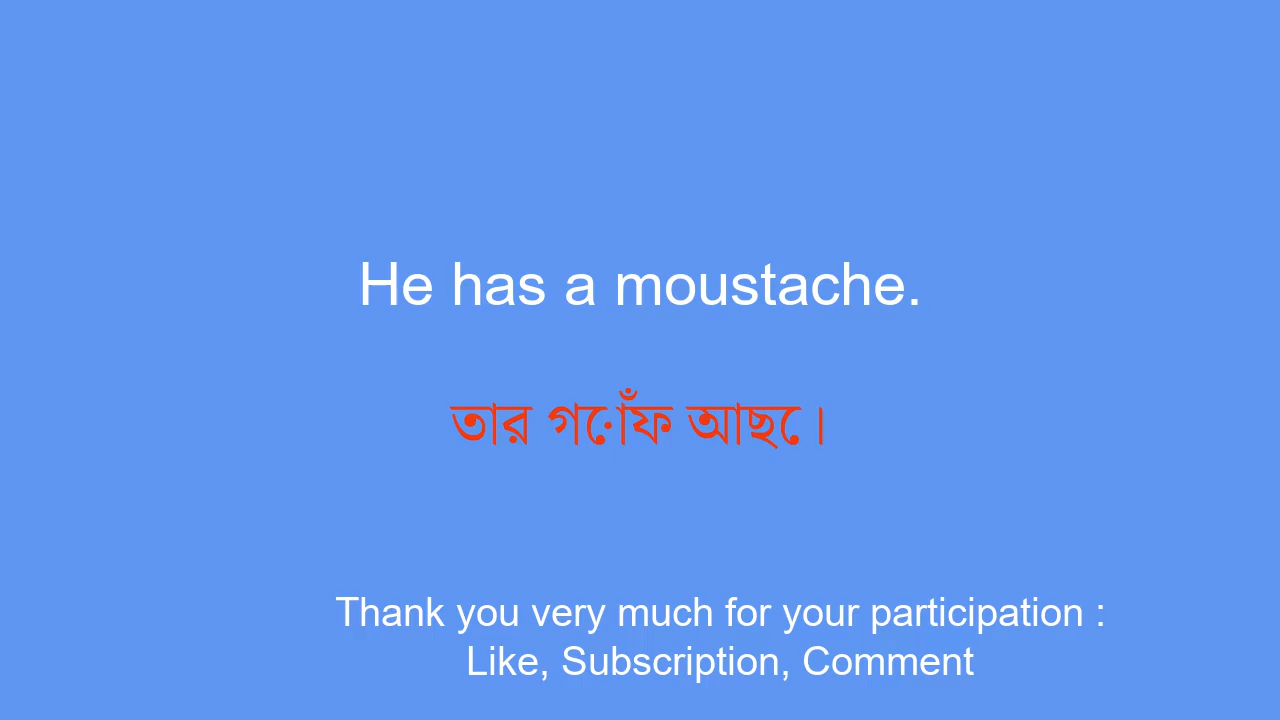 He has a moustache.
তার গোঁফ আছে।
Thank you very much for your participation :
Like, Subscription, Comment